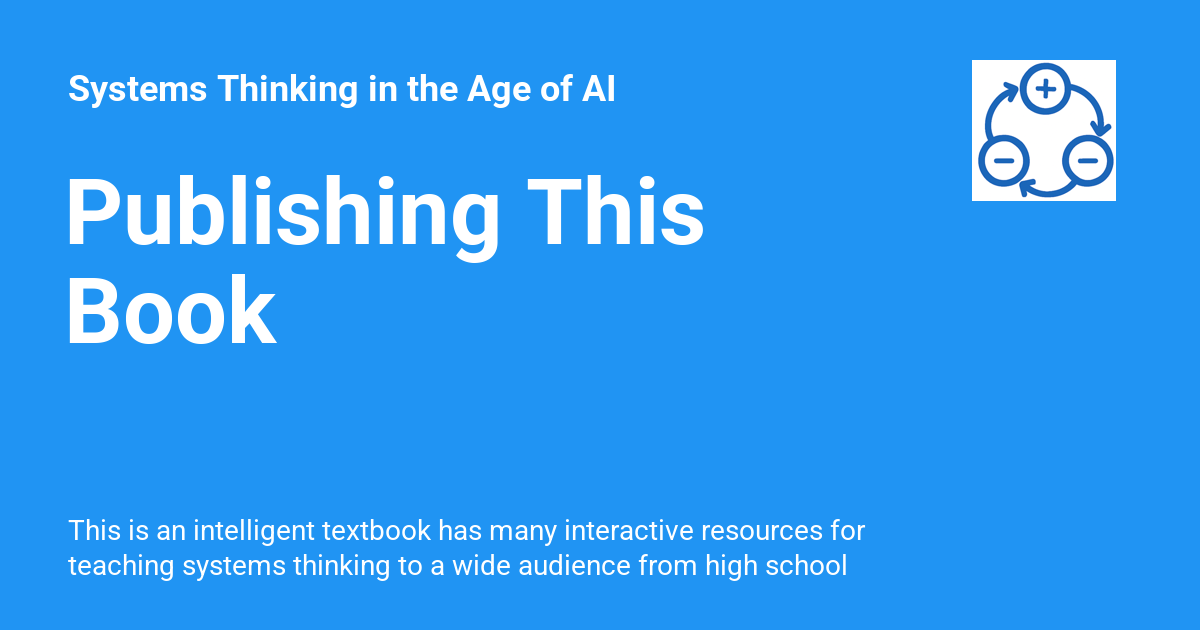 Systems Thinking in the Age of AI
Publishing This
Book
This is an intelligent textbook has many interactive resources for
teaching systems thinking to a wide audience from high school